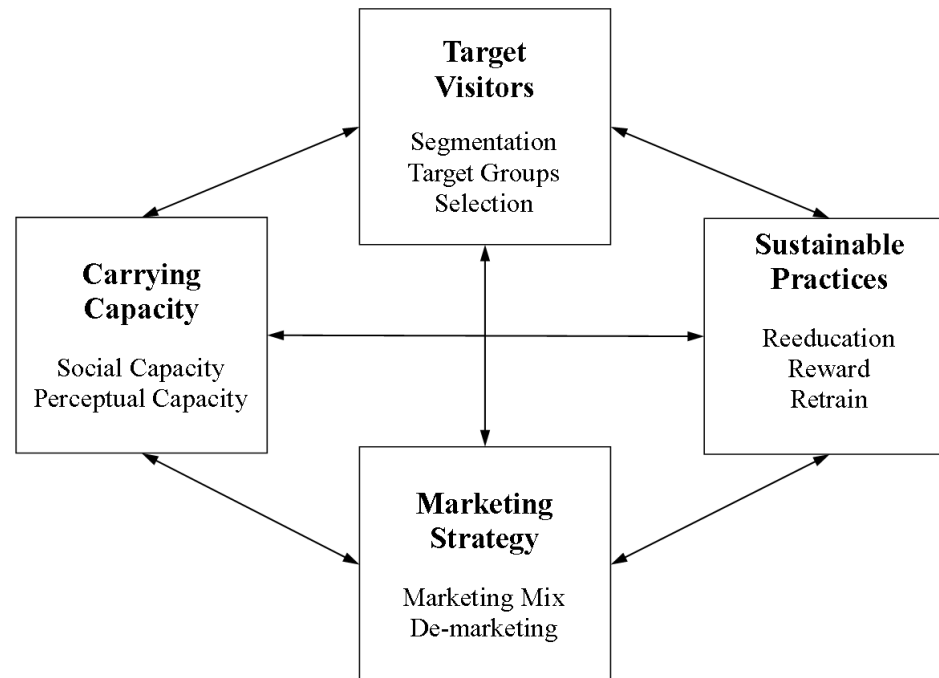 Target
Visitors
Segmentation
Target Groups
Selection
Carrying
Capacity
Social Capacity
Perceptual Capacity
Sustainable
Practices
Reeducation
Reward
Retrain
Marketing
Strategy
Marketing Mix
De-marketing